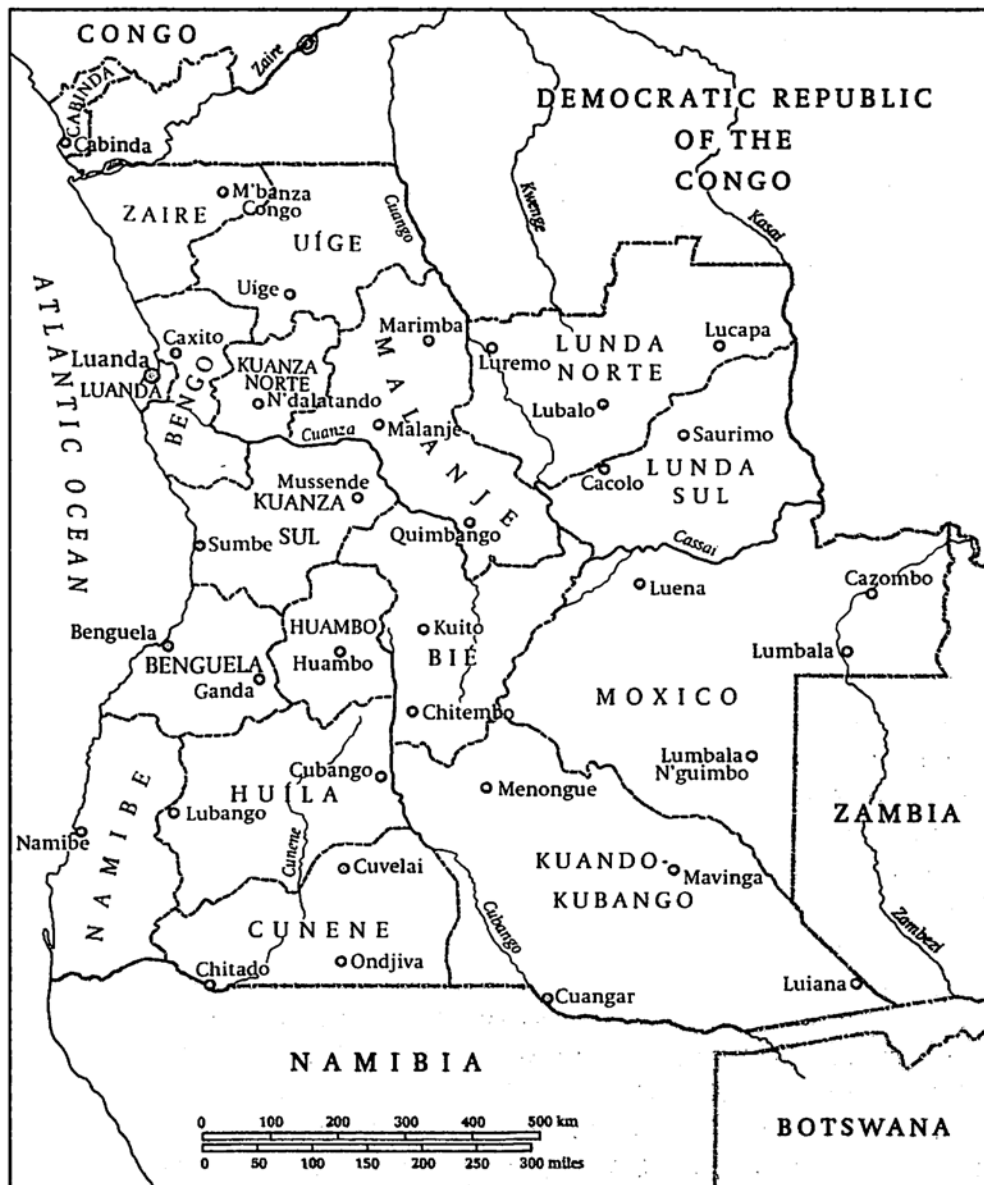 CONGO
Zaire
CABINDA
Cabinda
DEMOCRATIC REPUBLIC
OF THE
CONGO
M'banza
Congo
ZAIRE
UÍGE
Cuango
Kwenge
Kasai
Uíge
ATLANTIC OCEAN
Caxito
Luanda
LUANDA
BENGO
KUANZA
NORTE
N'dalatando
Cuanza
Marimba
MALANJE
Malanje
Luremo
LUNDA
NORTE
Lucapa
Lubalo
Saurimo
Cacolo
LUNDA
SUL
Mussende
KUANZA
SUL
Sumbe
Quimbango
Cassai
Luena
Cazombo
Benguela
BENGUELA
Ganda
HUAMBO
Huambo
Kuito
BIÉ
Chitembo
Lumbala
MOXICO
Lumbala
N'guimbo
NAMIBE
Namibe
Cubango
HUÍLA
Lubango
Cunene
Menongue
ZAMBIA
Cuvelai
KUANDO-
KUBANGO
Mavinga
CUNENE
Ondjiva
Chitado
Cubango
Cuangar
Luiana
Zambezi
NAMIBIA
BOTSWANA
0 100 200 300 400 500 km
0 50 100 150 200 250 300 miles